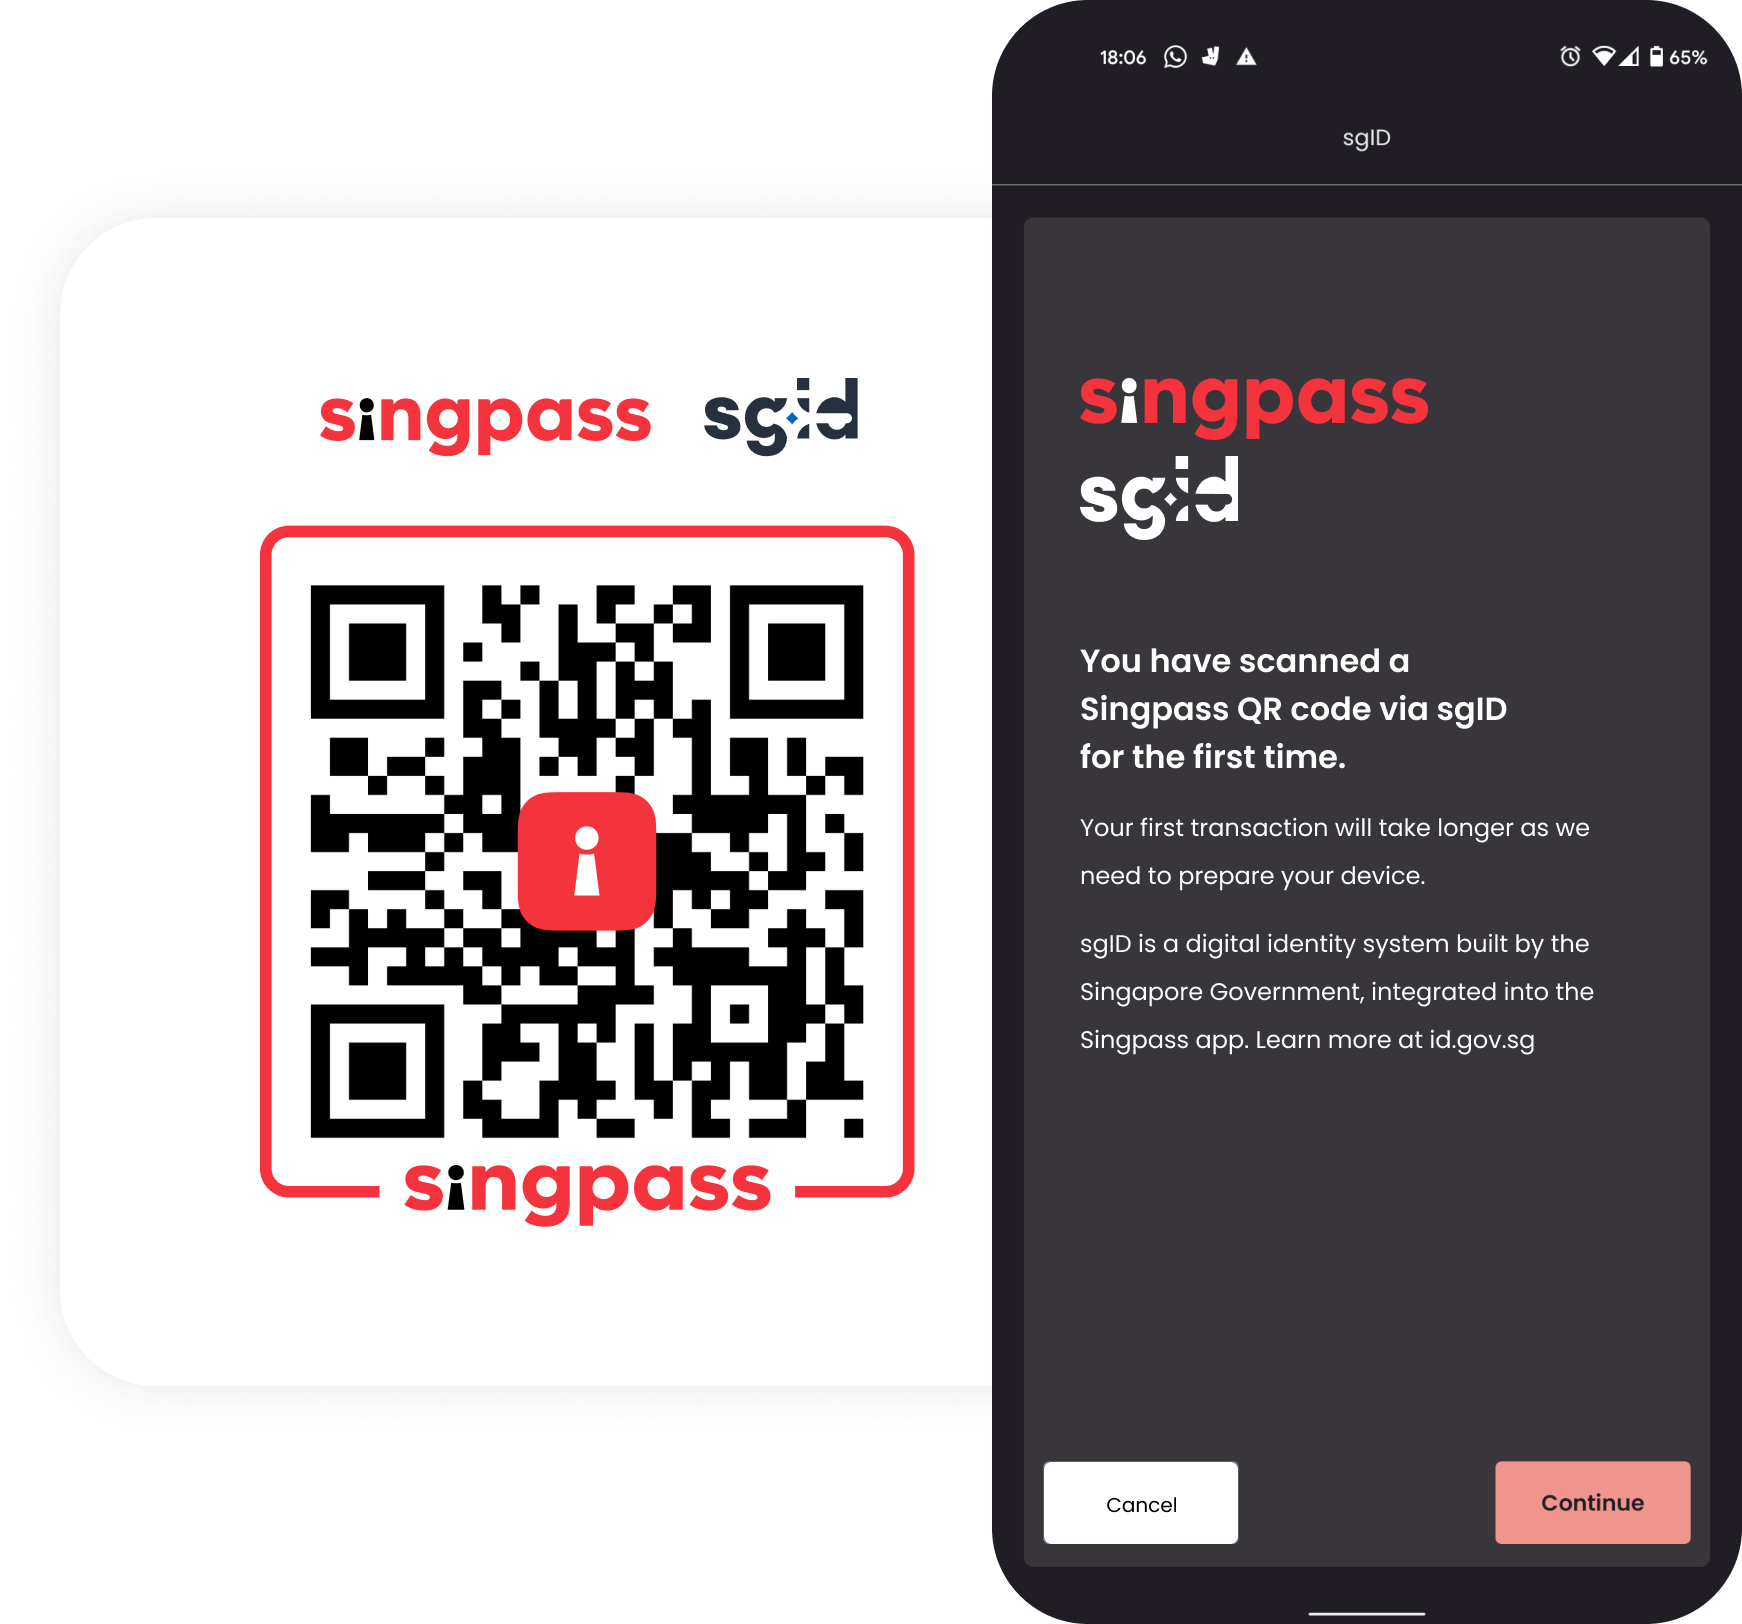 singpass sgid
singpass
18:06 65%
sgID
singpass
sgid
You have scanned a
Singpass QR code via sgID
for the first time.
Your first transaction will take longer as we
need to prepare your device.
sgID is a digital identity system built by the
Singapore Government, integrated into the
Singpass app. Learn more at id.gov.sg
Cancel Continue